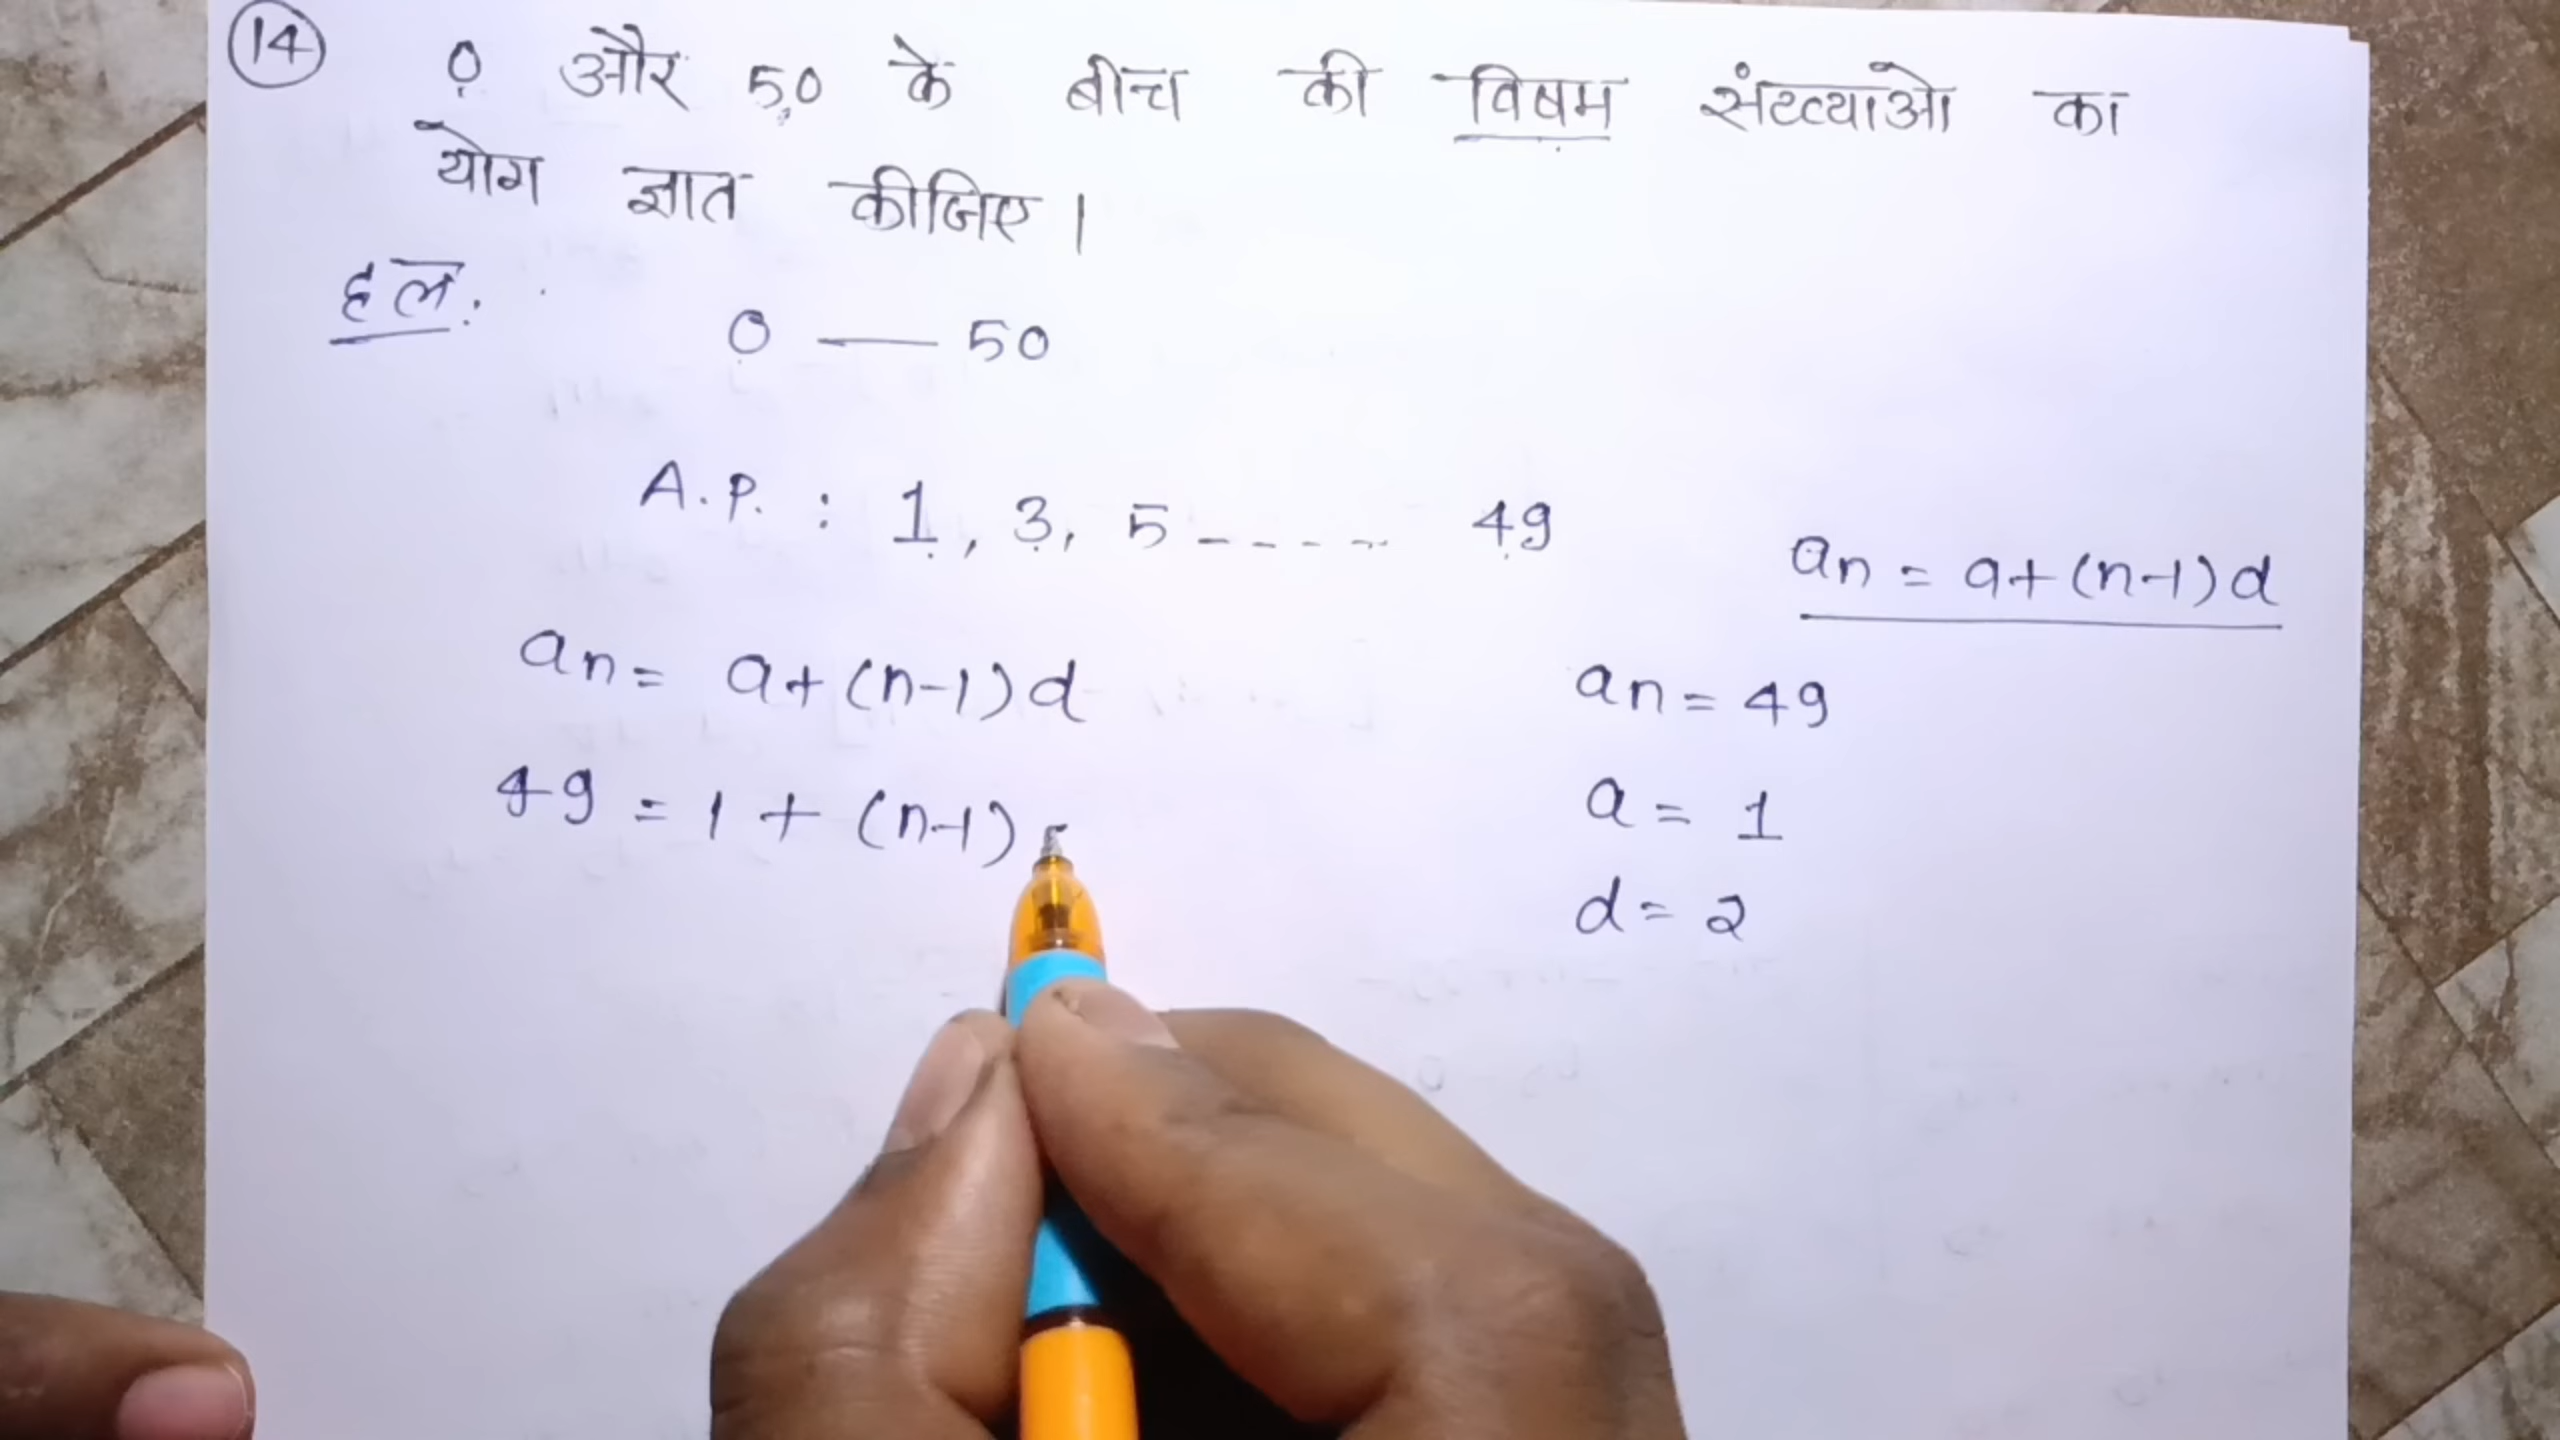 14 0 और 50 के बीच की विषम संख्याओ का
योग ज्ञात कीजिए।
हल.
0 — 50
A.P. : 1, 3, 5 - - - - - 49
an = a+(n-1)d
an = a+(n-1)d
an = 49
49 = 1 + (n-1)
a = 1
d = 2